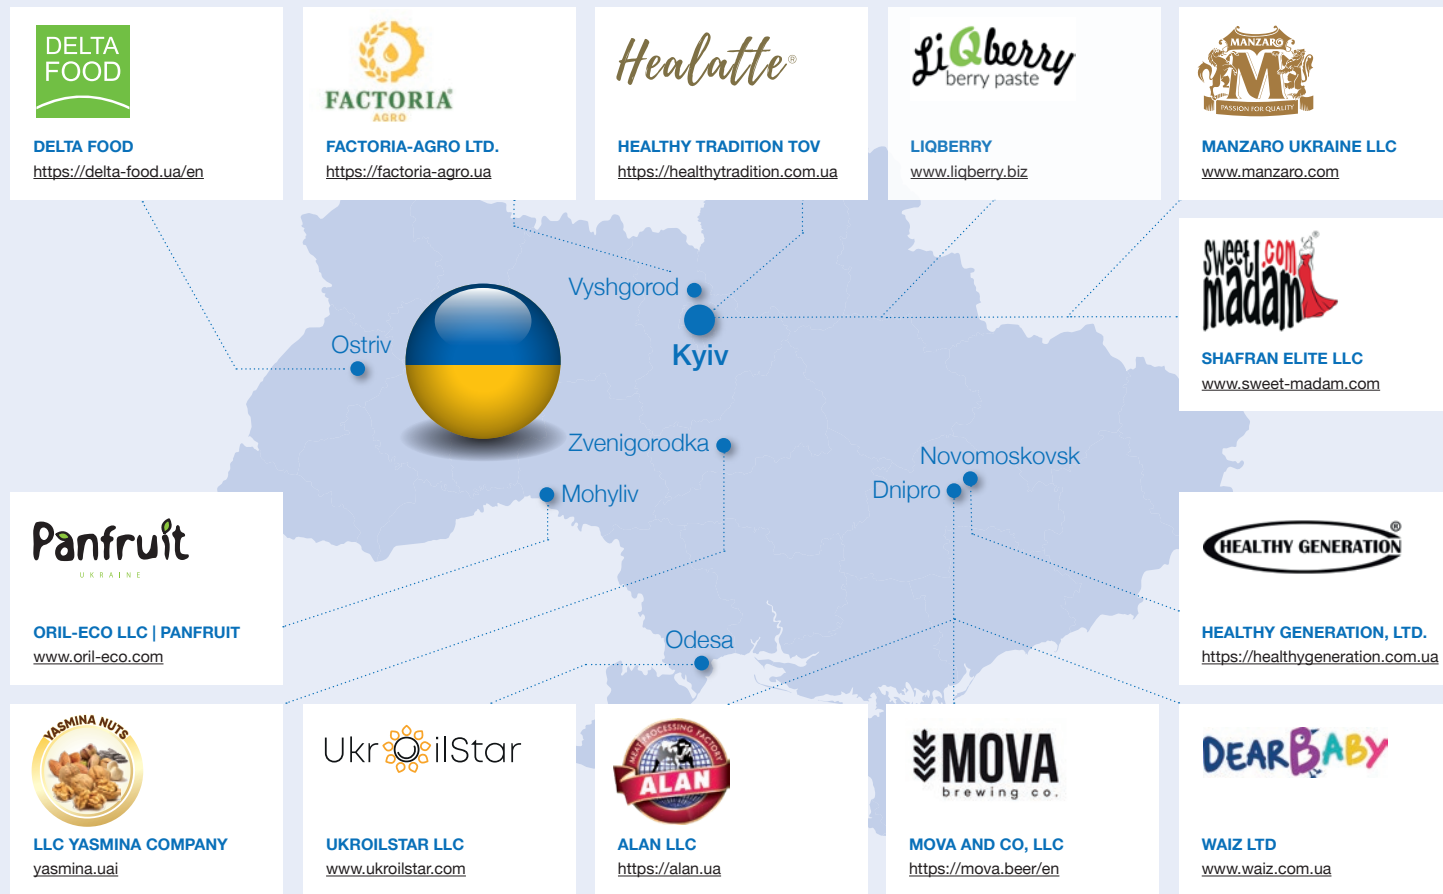 DELTA
FOOD
DELTA FOOD
https://delta-food.ua/en
FACTORIA®
AGRO
FACTORIA-AGRO LTD.
https://factoria-agro.ua
Healatte®
HEALTHY TRADITION TOV
https://healthytradition.com.ua
LiQberry
berry paste
LIQBERRY
www.liqberry.biz
MANZARO
M
PASSION FOR QUALITY
MANZARO UKRAINE LLC
www.manzaro.com
sweet
.com
madam
®
SHAFRAN ELITE LLC
www.sweet-madam.com
Vyshgorod
Kyiv
Ostriv
Zvenigorodka
Mohyliv
Novomoskovsk
Dnipro
Odesa
Panfruit
UKRAINE
ORIL-ECO LLC | PANFRUIT
www.oril-eco.com
HEALTHY GENERATION®
HEALTHY GENERATION, LTD.
https://healthygeneration.com.ua
YASMINA NUTS
LLC YASMINA COMPANY
yasmina.uai
UkrOilStar
UKROILSTAR LLC
www.ukroilstar.com
MEAT PROCESSING FACTORY
ALAN
ALAN LLC
https://alan.ua
MOVA
brewing co.
MOVA AND CO, LLC
https://mova.beer/en
DEARBABY
WAIZ LTD
www.waiz.com.ua